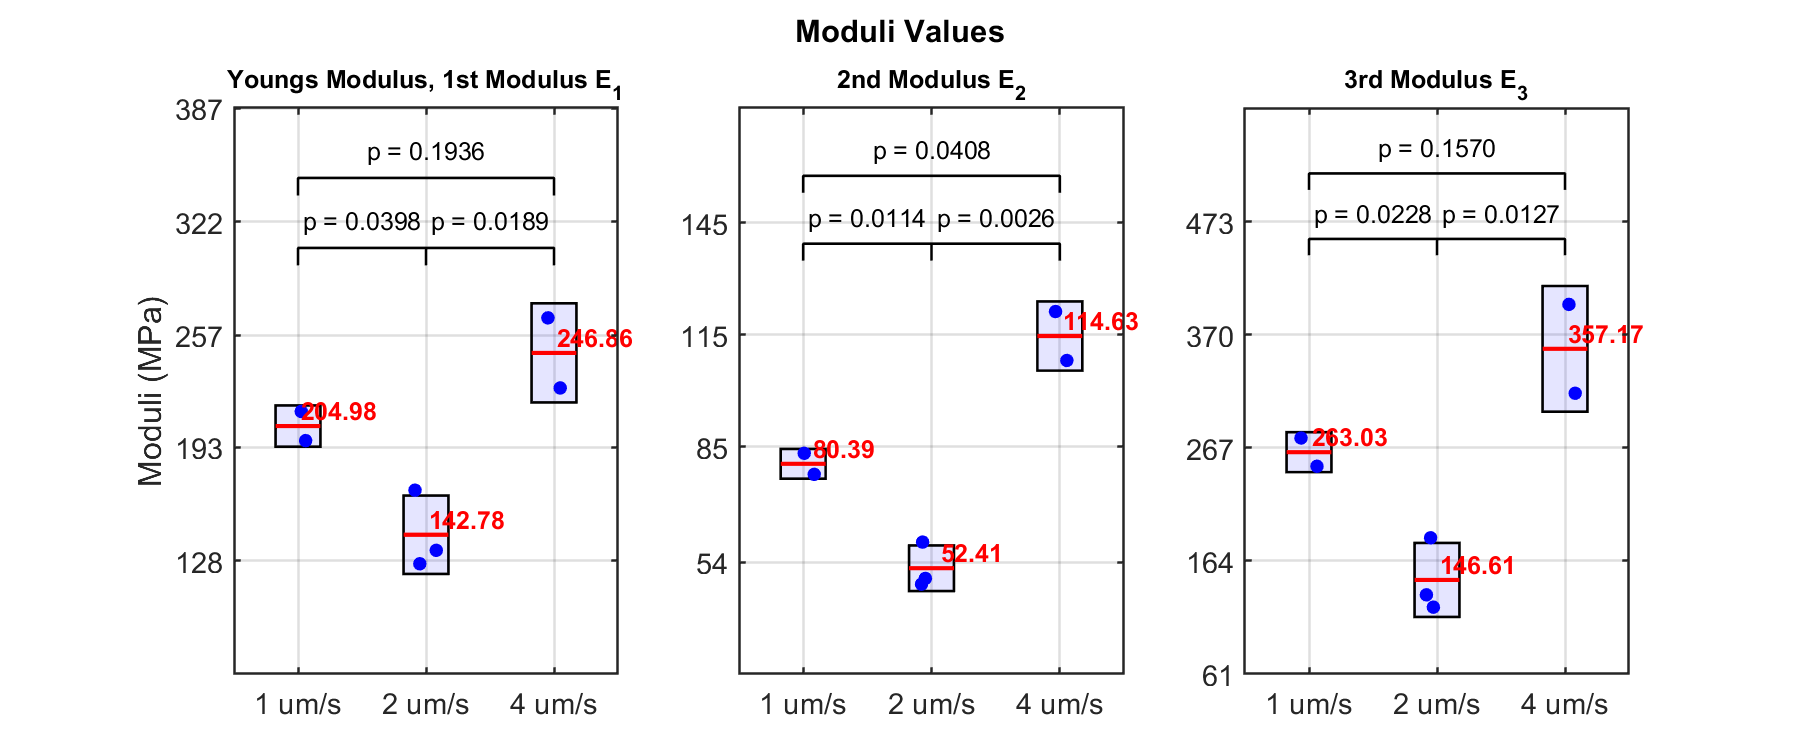 Moduli Values
Youngs Modulus, 1st Modulus E1
2nd Modulus E2
3rd Modulus E3
Moduli (MPa)
387
322
257
193
128
p = 0.1936
p = 0.0398
p = 0.0189
204.98
142.78
246.86
1 um/s
2 um/s
4 um/s
145
115
85
54
p = 0.0408
p = 0.0114
p = 0.0026
80.39
52.41
114.63
1 um/s
2 um/s
4 um/s
473
370
267
164
61
p = 0.1570
p = 0.0228
p = 0.0127
263.03
146.61
357.17
1 um/s
2 um/s
4 um/s